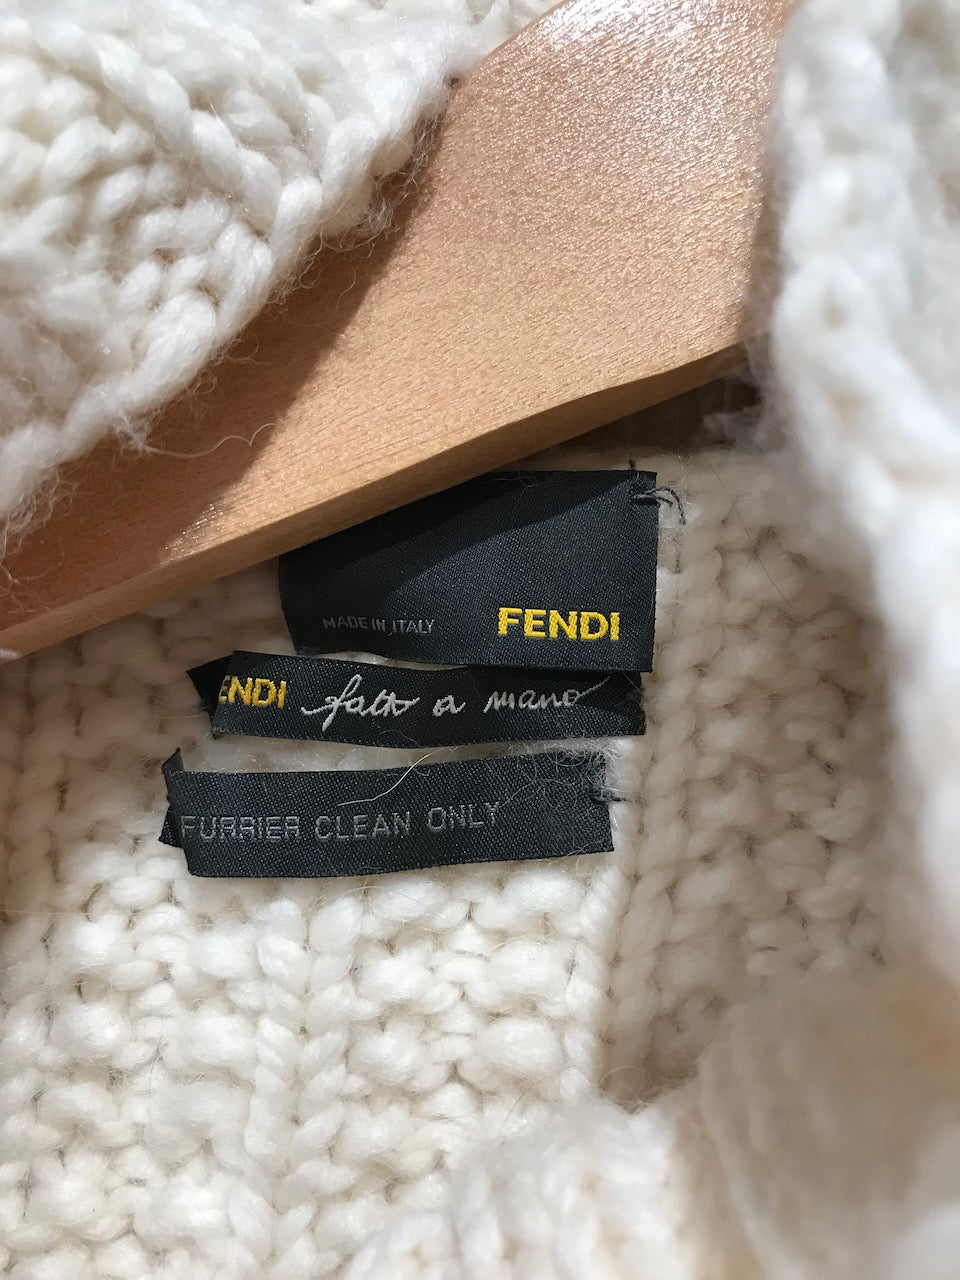 MADE IN ITALY FENDI
ENDI fatto a mano
FURRIER CLEAN ONLY